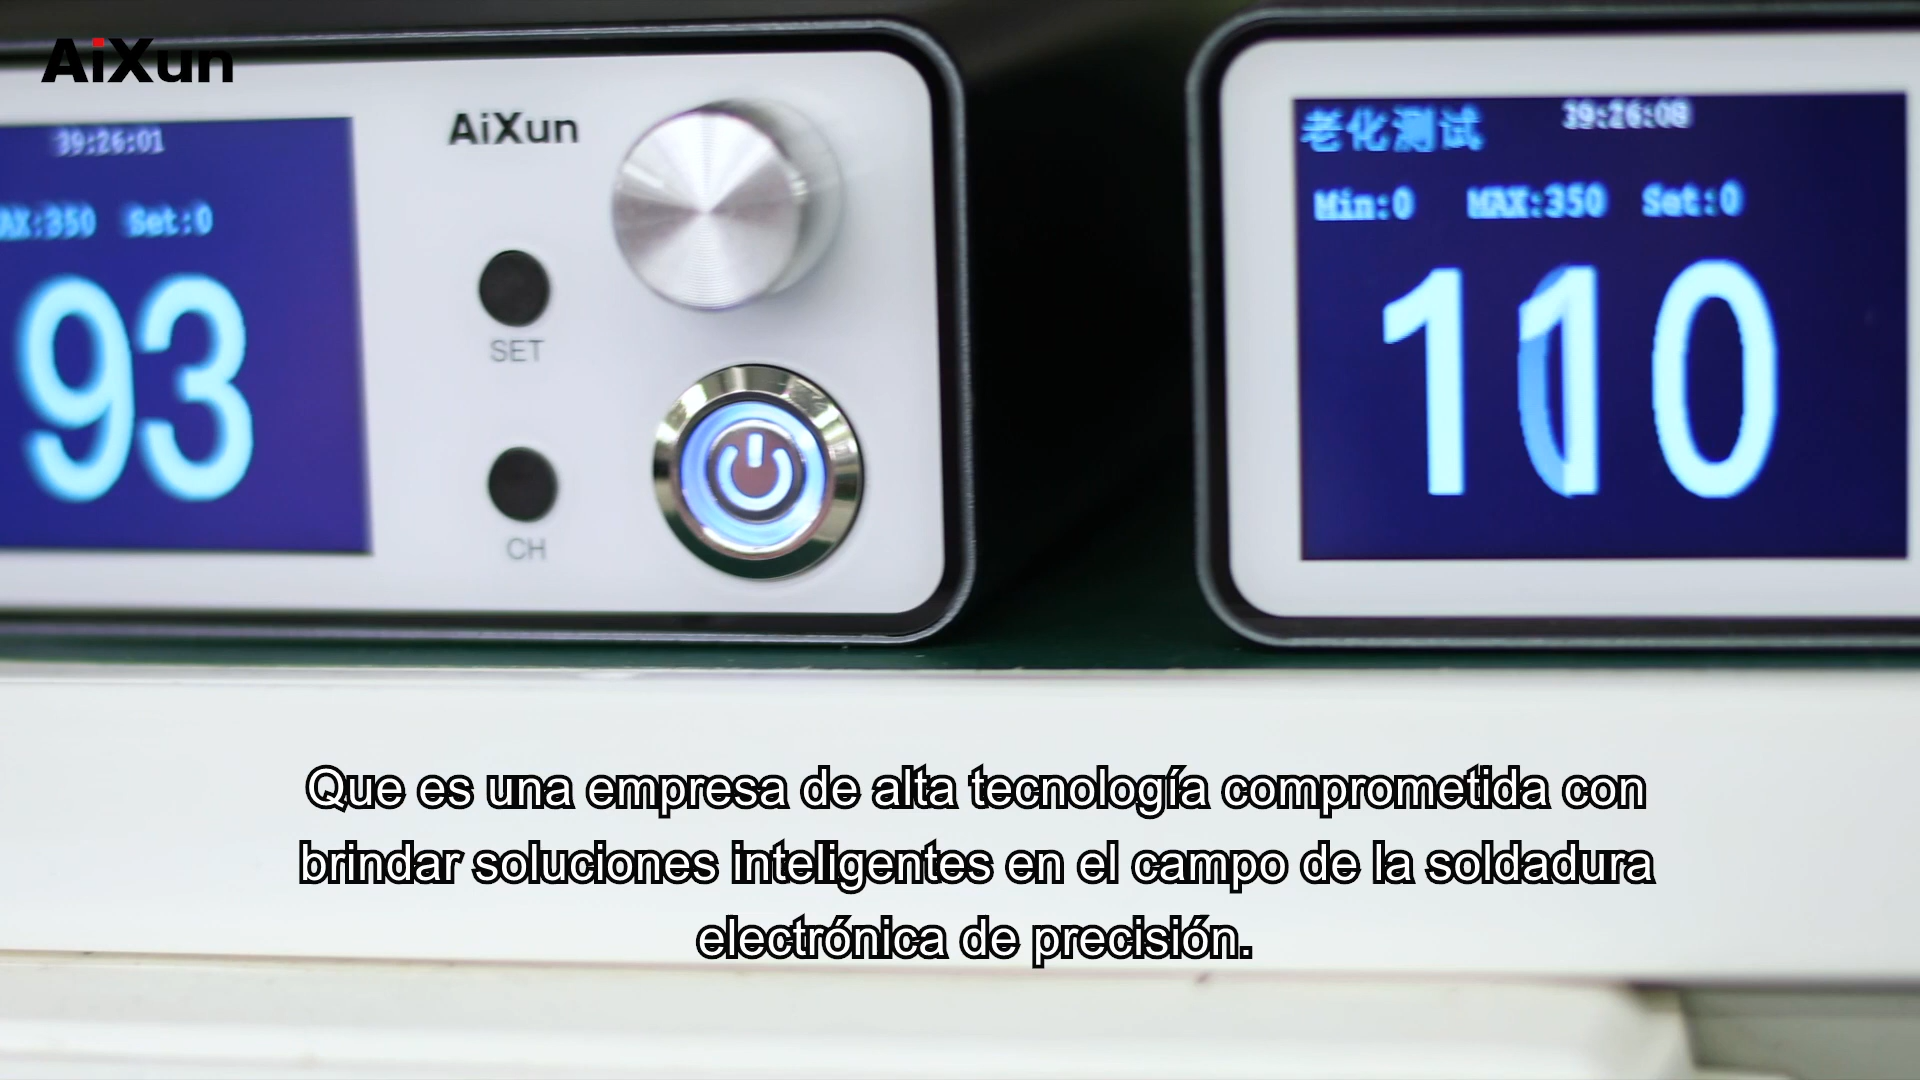 AiXun
39:26:01
AX:350 Set:0
93
AiXun
SET
CH
老化测试 39:26:08
Min:0 MAX:350 Set:0
110
Que es una empresa de alta tecnología comprometida con
brindar soluciones inteligentes en el campo de la soldadura
electrónica de precisión.